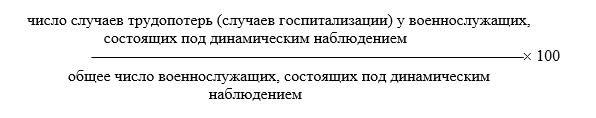 число случаев трудопотерь (случаев госпитализации) у военнослужащих,
состоящих под динамическим наблюдением
× 100
общее число военнослужащих, состоящих под динамическим
наблюдением